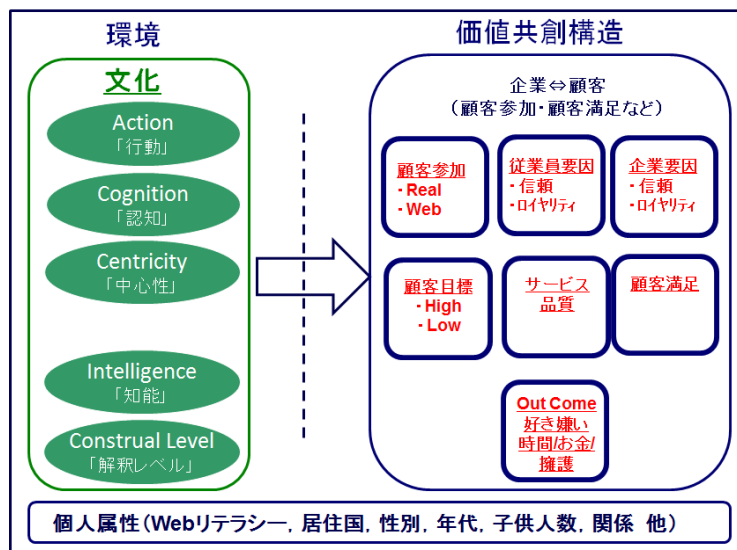 環境
文化
Action
「行動」
Cognition
「認知」
Centricity
「中心性」
Intelligence
「知能」
Construal Level
「解釈レベル」
価値共創構造
企業⇔顧客
（顧客参加・顧客満足など）
顧客参加
- Real
- Web
従業員要因
・信頼
・ロイヤリティ
企業要因
・信頼
・ロイヤリティ
顧客目標
- High
- Low
サービス
品質
顧客満足
Out Come
好き嫌い
時間/お金/
擁護
個人属性（Webリテラシー, 居住国, 性別, 年代, 子供人数, 関係 他）